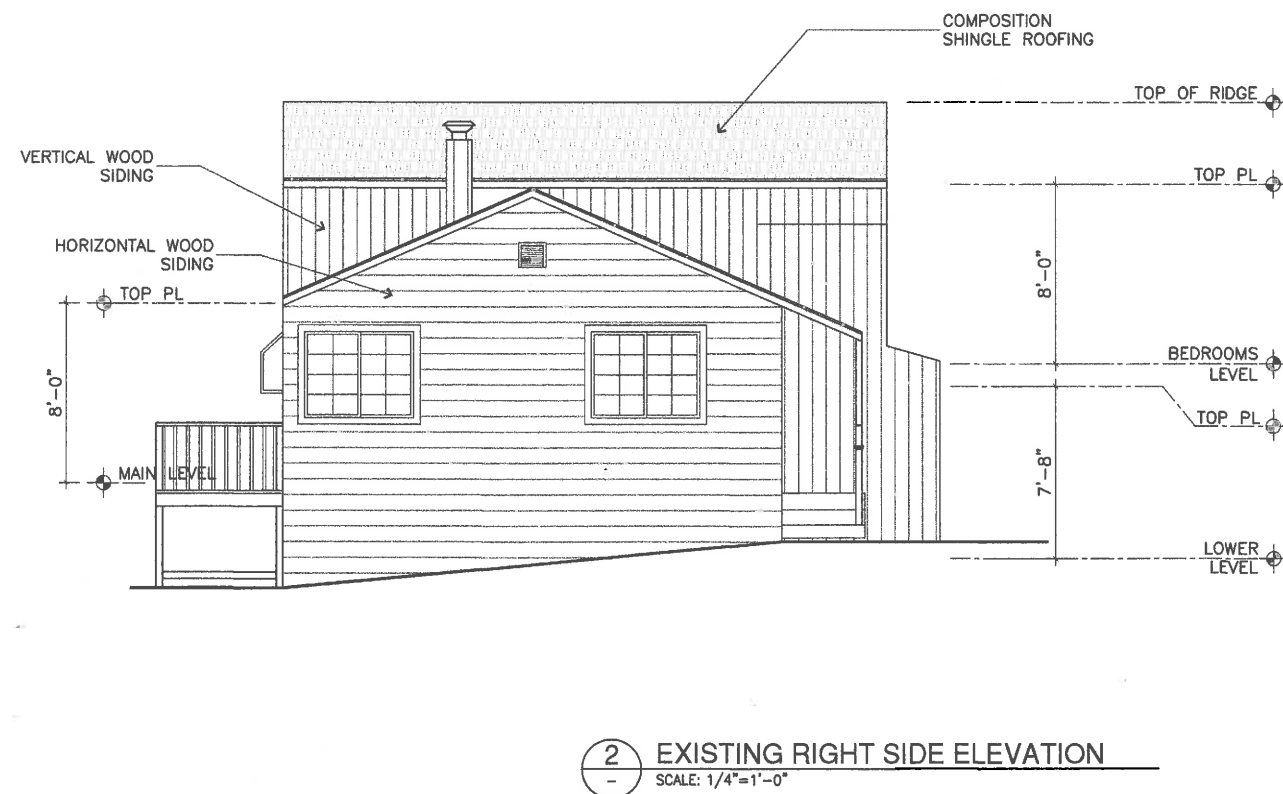 COMPOSITION
SHINGLE ROOFING
TOP OF RIDGE
VERTICAL WOOD
SIDING
TOP PL
HORIZONTAL WOOD
SIDING
TOP PL
8'-0"
BEDROOMS
LEVEL
8'-0"
TOP PL
MAIN LEVEL
7'-8"
LOWER
LEVEL
2
-
EXISTING RIGHT SIDE ELEVATION
SCALE: 1/4"=1'-0"